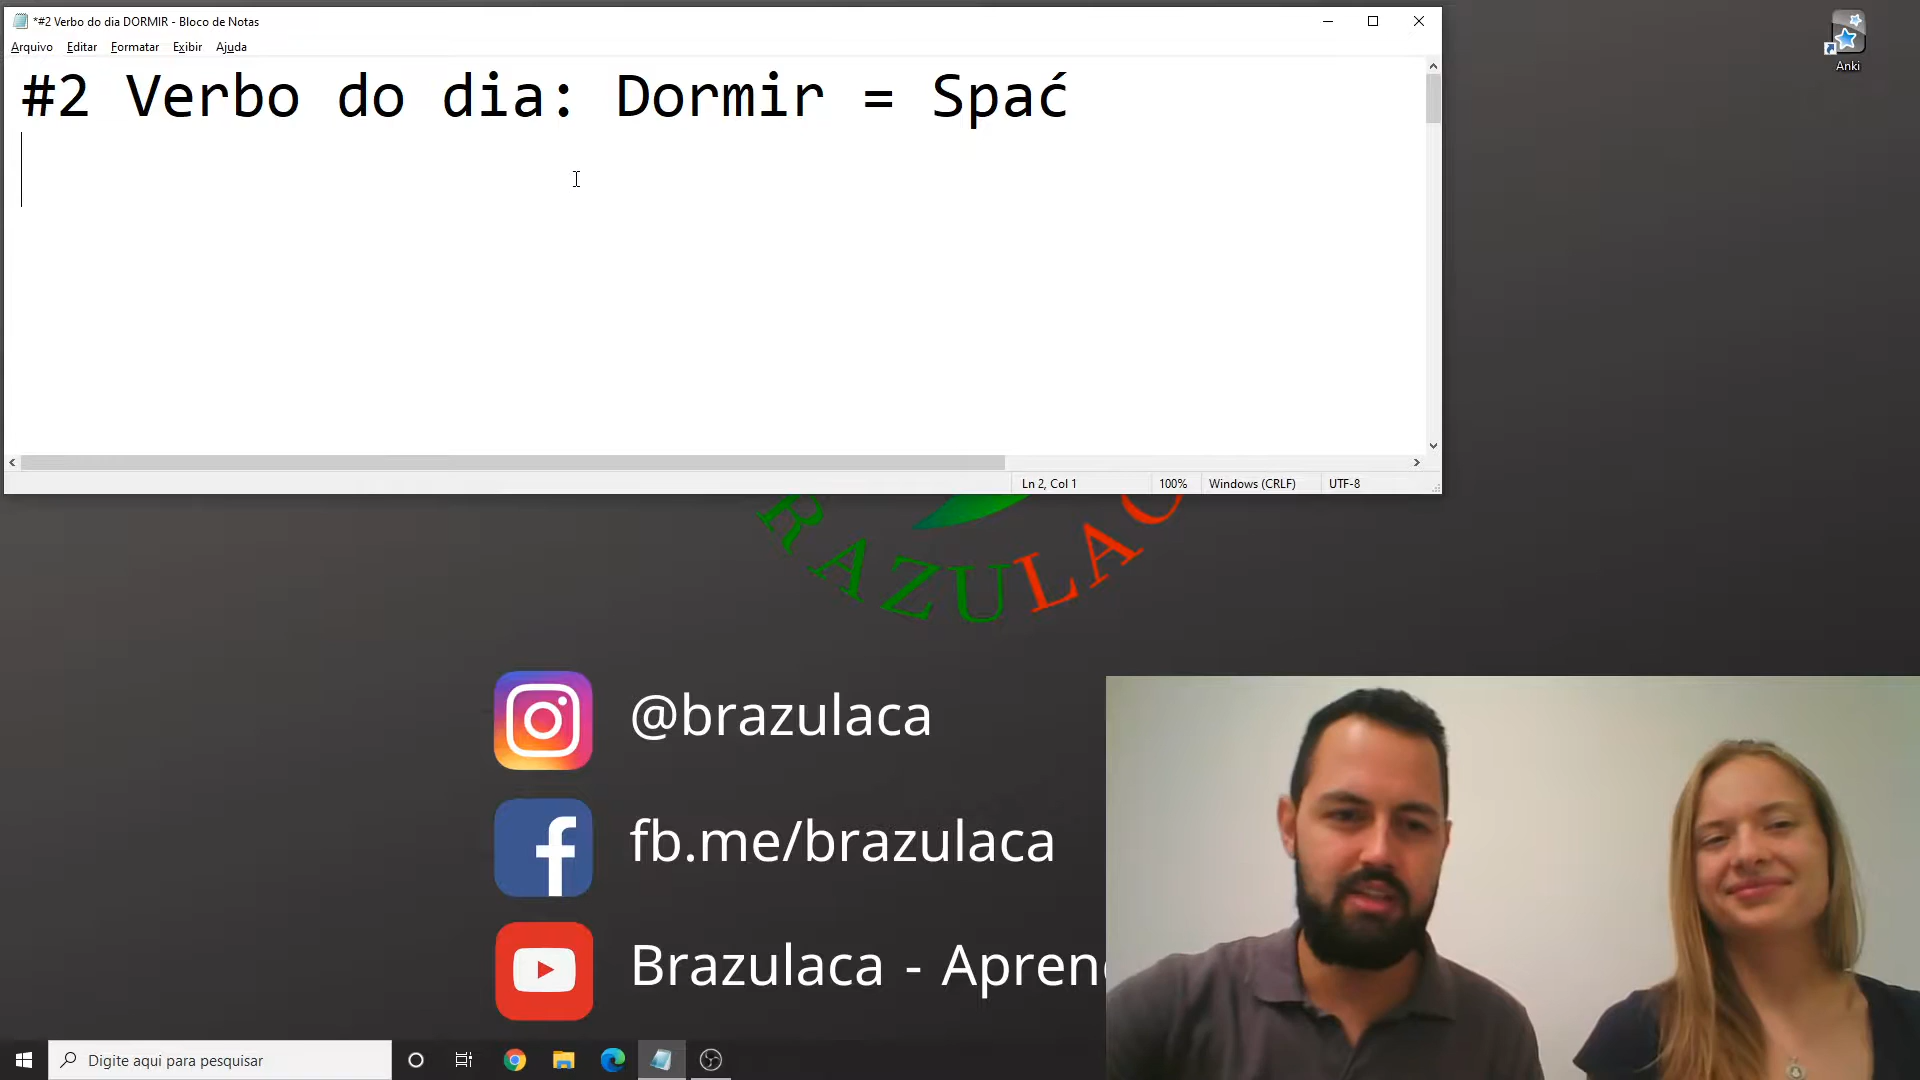 *#2 Verbo do dia DORMIR - Bloco de Notas
Arquivo Editar Formatar Exibir Ajuda
#2 Verbo do dia: Dormir = Spać
Ln 2, Col 1 100% Windows (CRLF) UTF-8
Anki
RAZULAC
@brazulaca
fb.me/brazulaca
Brazulaca - Apren
Digite aqui para pesquisar